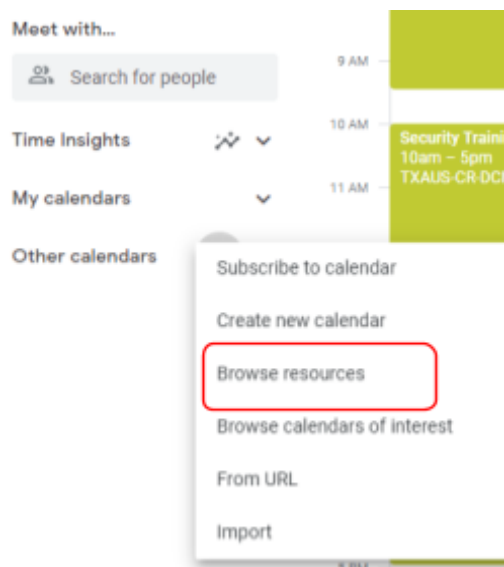 Meet with...
Search for people
Time Insights
My calendars
Other calendars
9 AM
10 AM
11 AM
Security Traini
10am – 5pm
TXAUS-CR-DCI
Subscribe to calendar
Create new calendar
Browse resources
Browse calendars of interest
From URL
Import